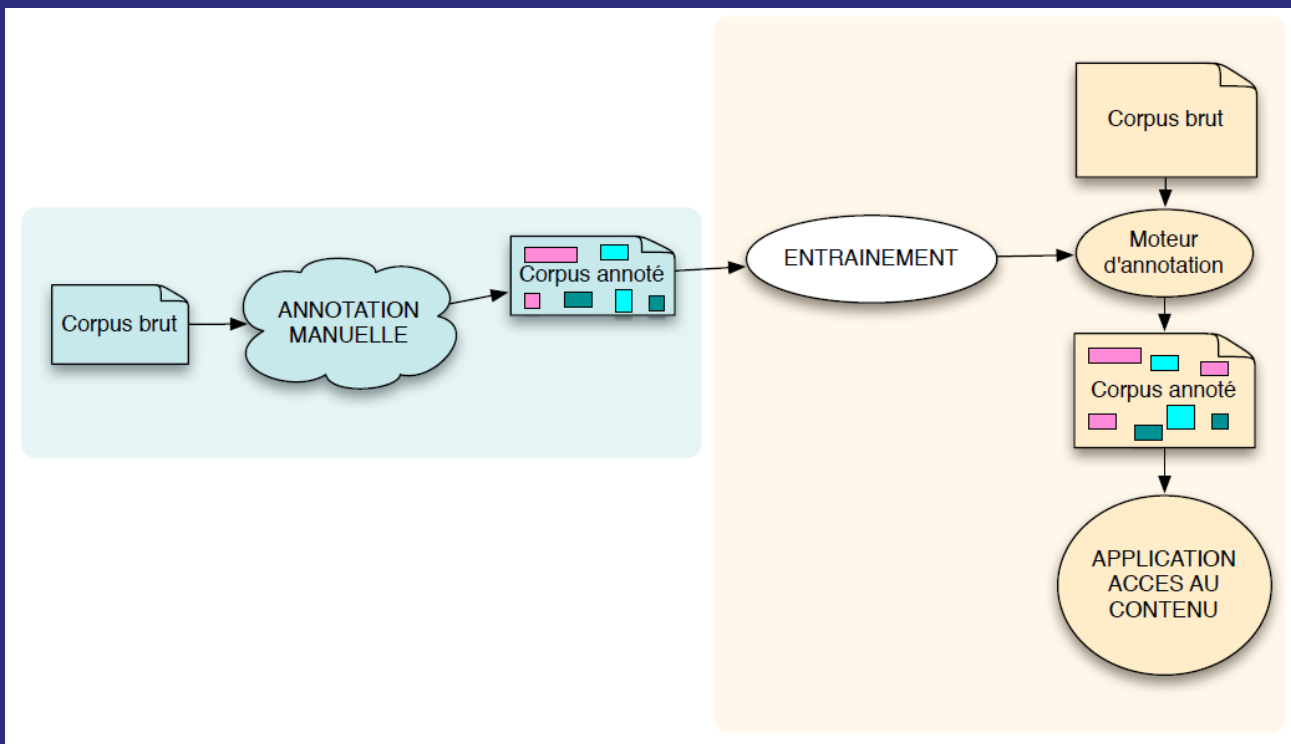 Corpus brut
ANNOTATION
MANUELLE
Corpus annoté
ENTRAINEMENT
Corpus brut
Moteur
d'annotation
Corpus annoté
APPLICATION
ACCES AU
CONTENU